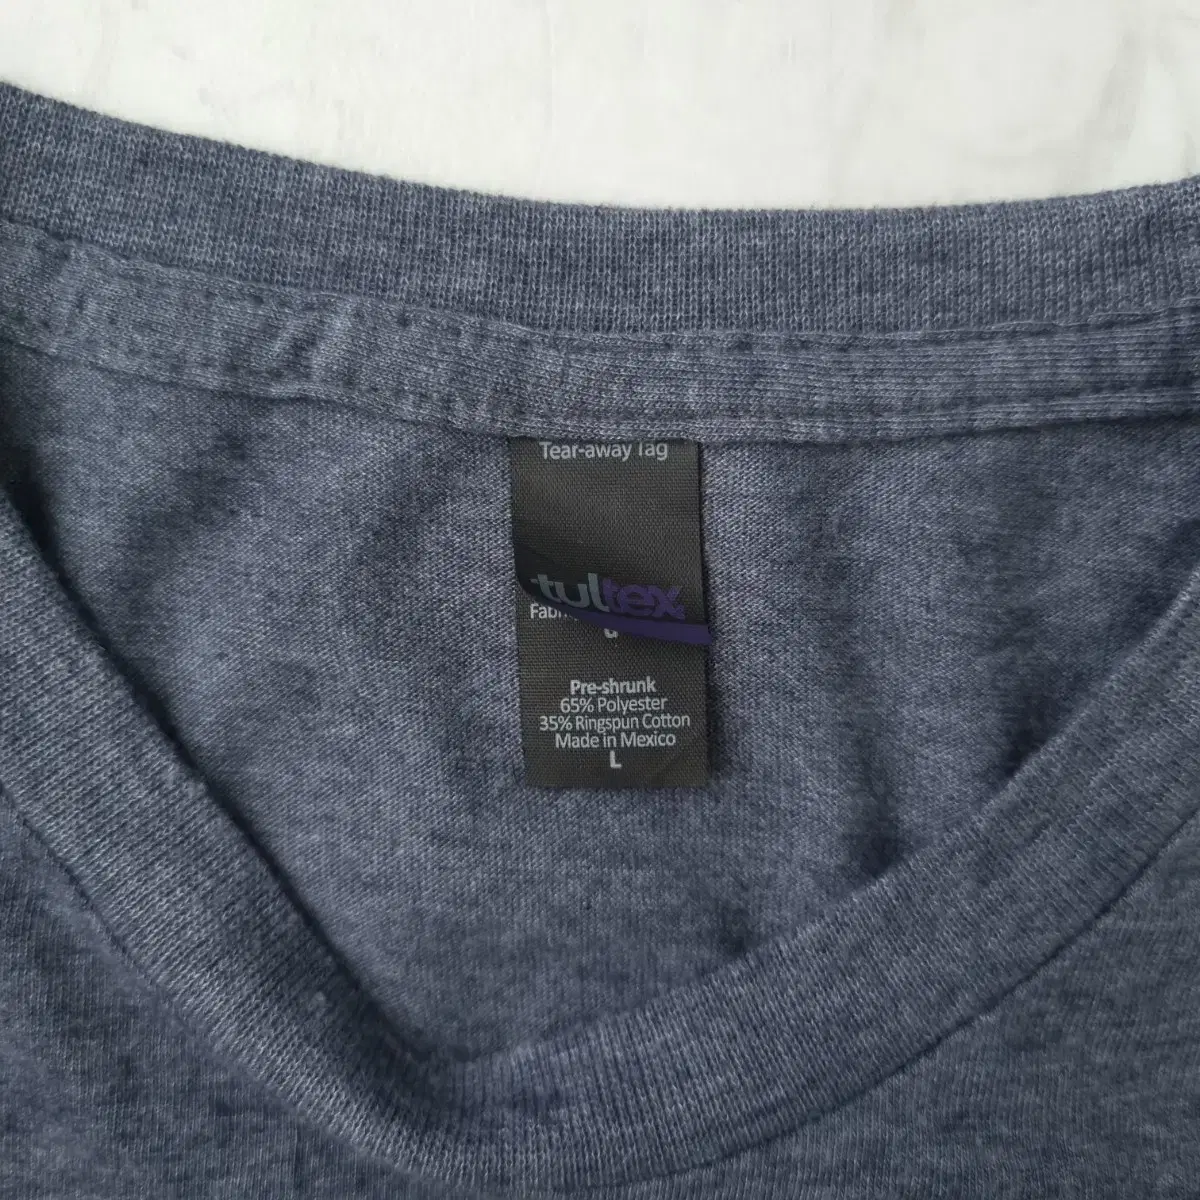 Tear-away Tag
tultex
Pre-shrunk
65% Polyester
35% Ringspun Cotton
Made in Mexico
L